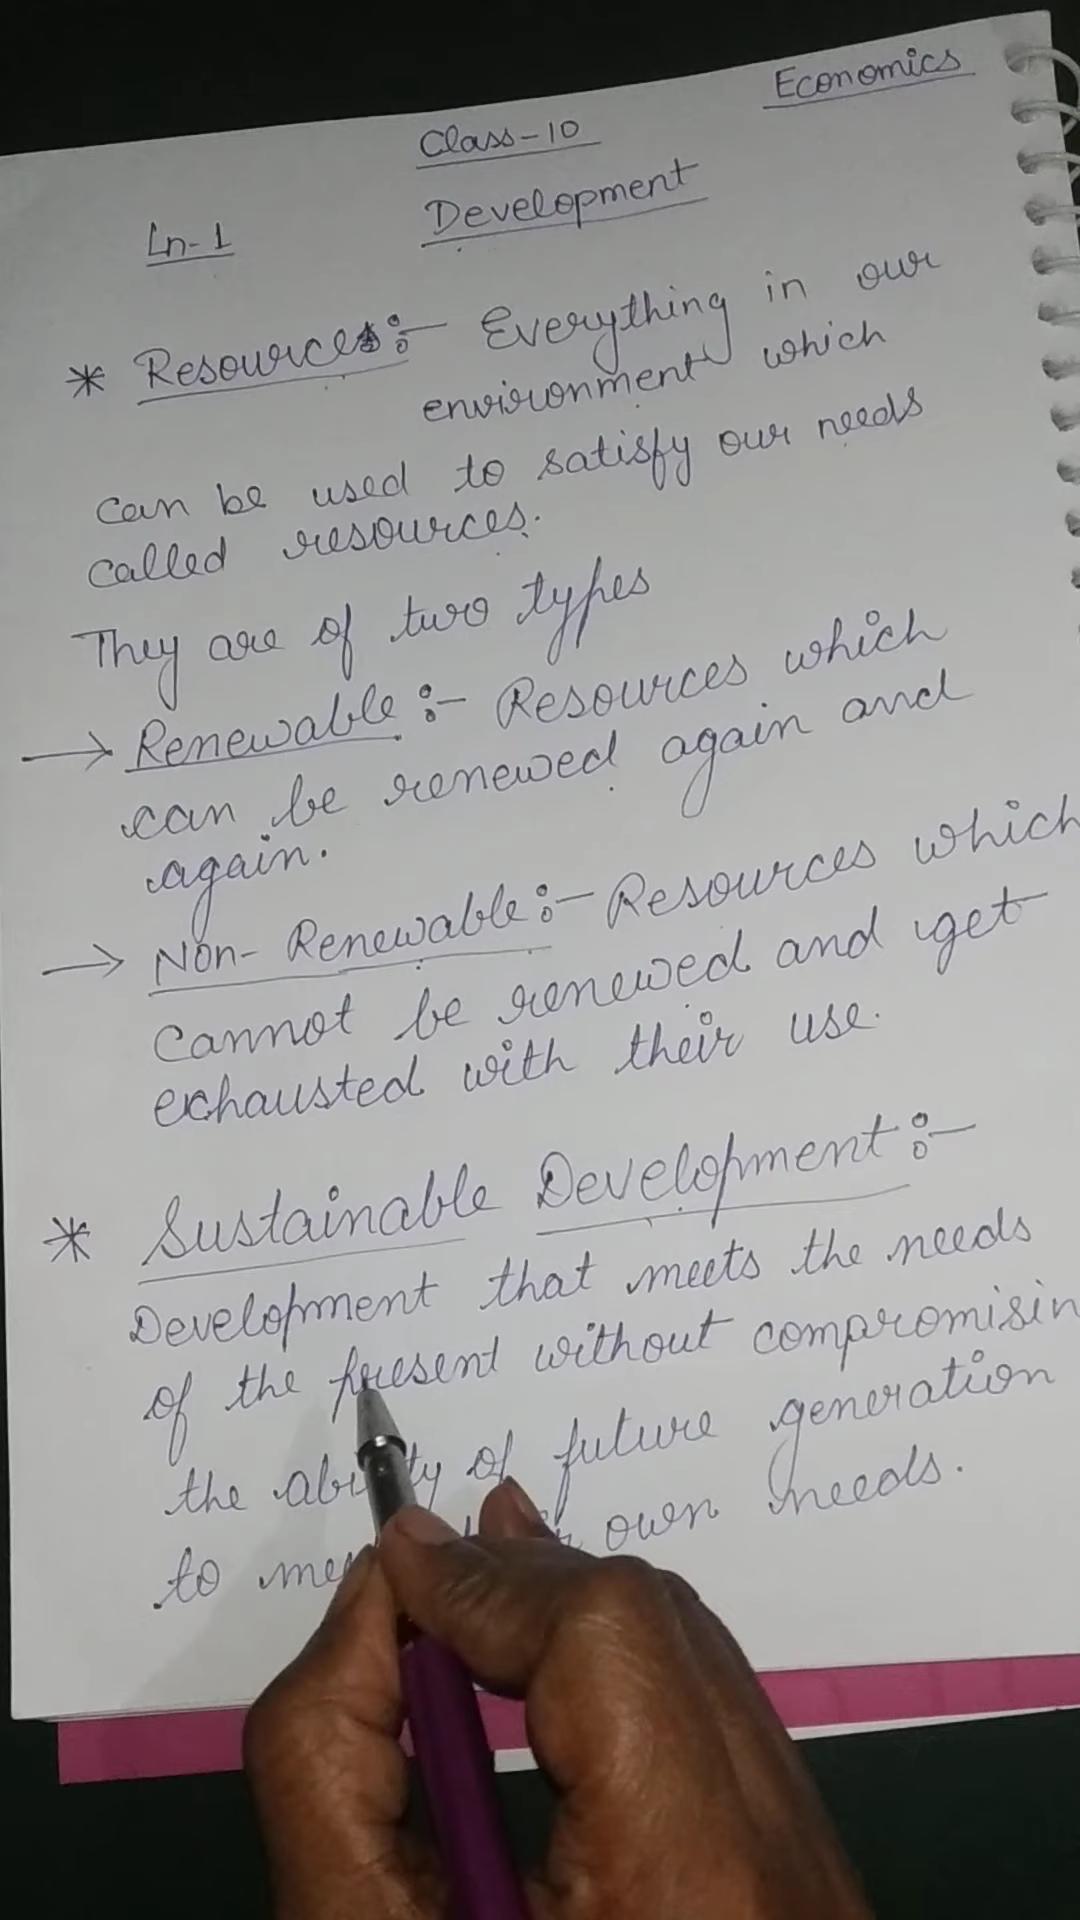 Economics
Class-10
Ln-1 Development
* Resources:- Everything in our
environment which
can be used to satisfy our needs
called resources.
They are of two types
→ Renewable:- Resources which
can be renewed again and
again.
→ Non-Renewable:- Resources which
cannot be renewed and get
exhausted with their use.
* Sustainable Development:-
Development that meets the needs
of the present without compromisin
the of future generation
to own needs.